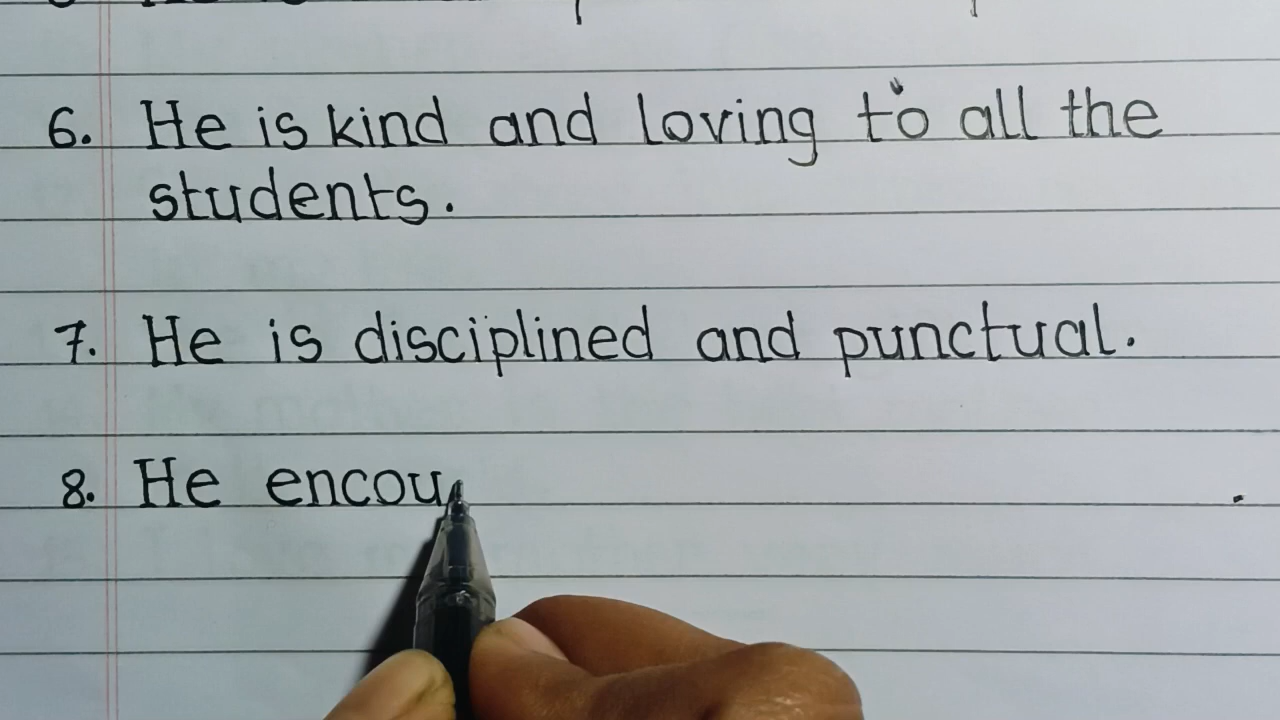 6. He is kind and loving to all the
students.
7. He is disciplined and punctual.
8. He encou